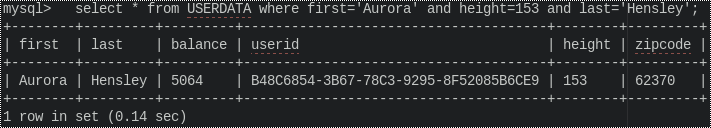 mysql>   select * from USERDATA where first='Aurora' and height=153 and last='Hensley';
+--------+---------+---------+--------------------------------------+--------+---------+
| first  | last    | balance | userid                               | height | zipcode |
+--------+---------+---------+--------------------------------------+--------+---------+
| Aurora | Hensley | 5064    | B48C6854-3B67-78C3-9295-8F52085B6CE9 | 153    | 62370   |
+--------+---------+---------+--------------------------------------+--------+---------+
1 row in set (0.14 sec)